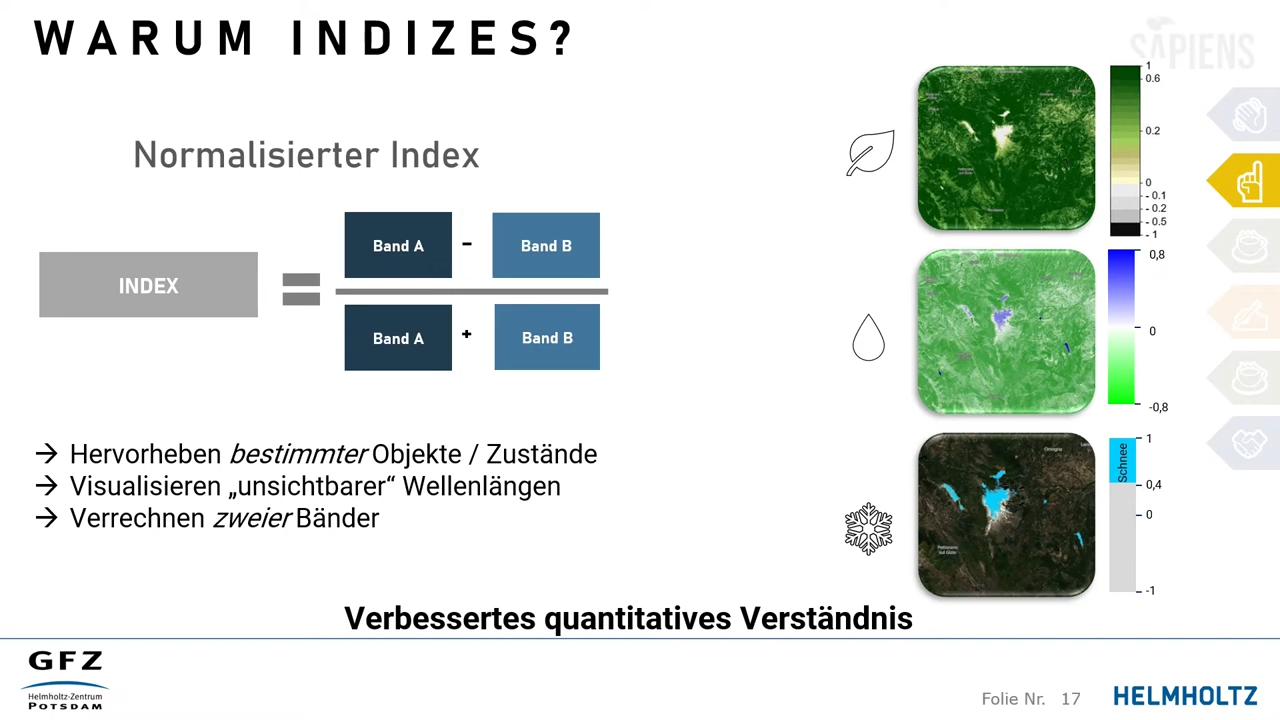 WARUM INDIZES?
SAPIENS
Normalisierter Index
INDEX
=
Band A - Band B
Band A + Band B
→ Hervorheben bestimmter Objekte / Zustände
→ Visualisieren „unsichtbarer“ Wellenlängen
→ Verrechnen zweier Bänder
1
0.6
0.2
0
- 0.1
- 0.2
- 0.5
- 1
0,8
0
-0,8
Schnee
1
0,4
0
-1
Verbessertes quantitatives Verständnis
GFZ
Helmholtz-Zentrum
POTSDAM
Folie Nr. 17
HELMHOLTZ